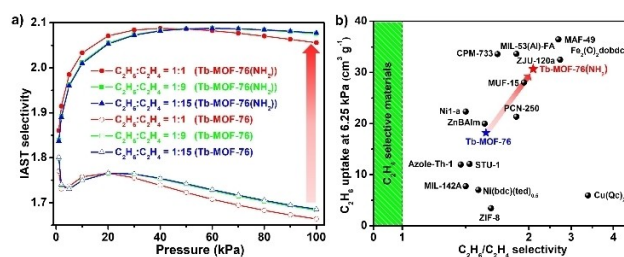 a)
IAST selectivity
2.1
2.0
1.9
1.8
1.7
C₂H₆:C₂H₄ = 1:1 (Tb-MOF-76(NH₂))
C₂H₆:C₂H₄ = 1:9 (Tb-MOF-76(NH₂))
C₂H₆:C₂H₄ = 1:15 (Tb-MOF-76(NH₂))
C₂H₆:C₂H₄ = 1:1 (Tb-MOF-76)
C₂H₆:C₂H₄ = 1:9 (Tb-MOF-76)
C₂H₆:C₂H₄ = 1:15 (Tb-MOF-76)
0 20 40 60 80 100
Pressure (kPa)
b)
C₂H₆ uptake at 6.25 kPa (cm³ g⁻¹)
40
30
20
10
0
MAF-49
MIL-53(Al)-FA
Fe₂(O)₂dobdc
CPM-733
ZJU-120a
Tb-MOF-76(NH₂)
MUF-15
PCN-250
Ni1-a
ZnBAIm
Tb-MOF-76
Azole-Th-1
STU-1
MIL-142A
Ni(bdc)(ted)₀.₅
Cu(Qc)₂
ZIF-8
0 1 2 3 4
C₂H₆/C₂H₄ selectivity